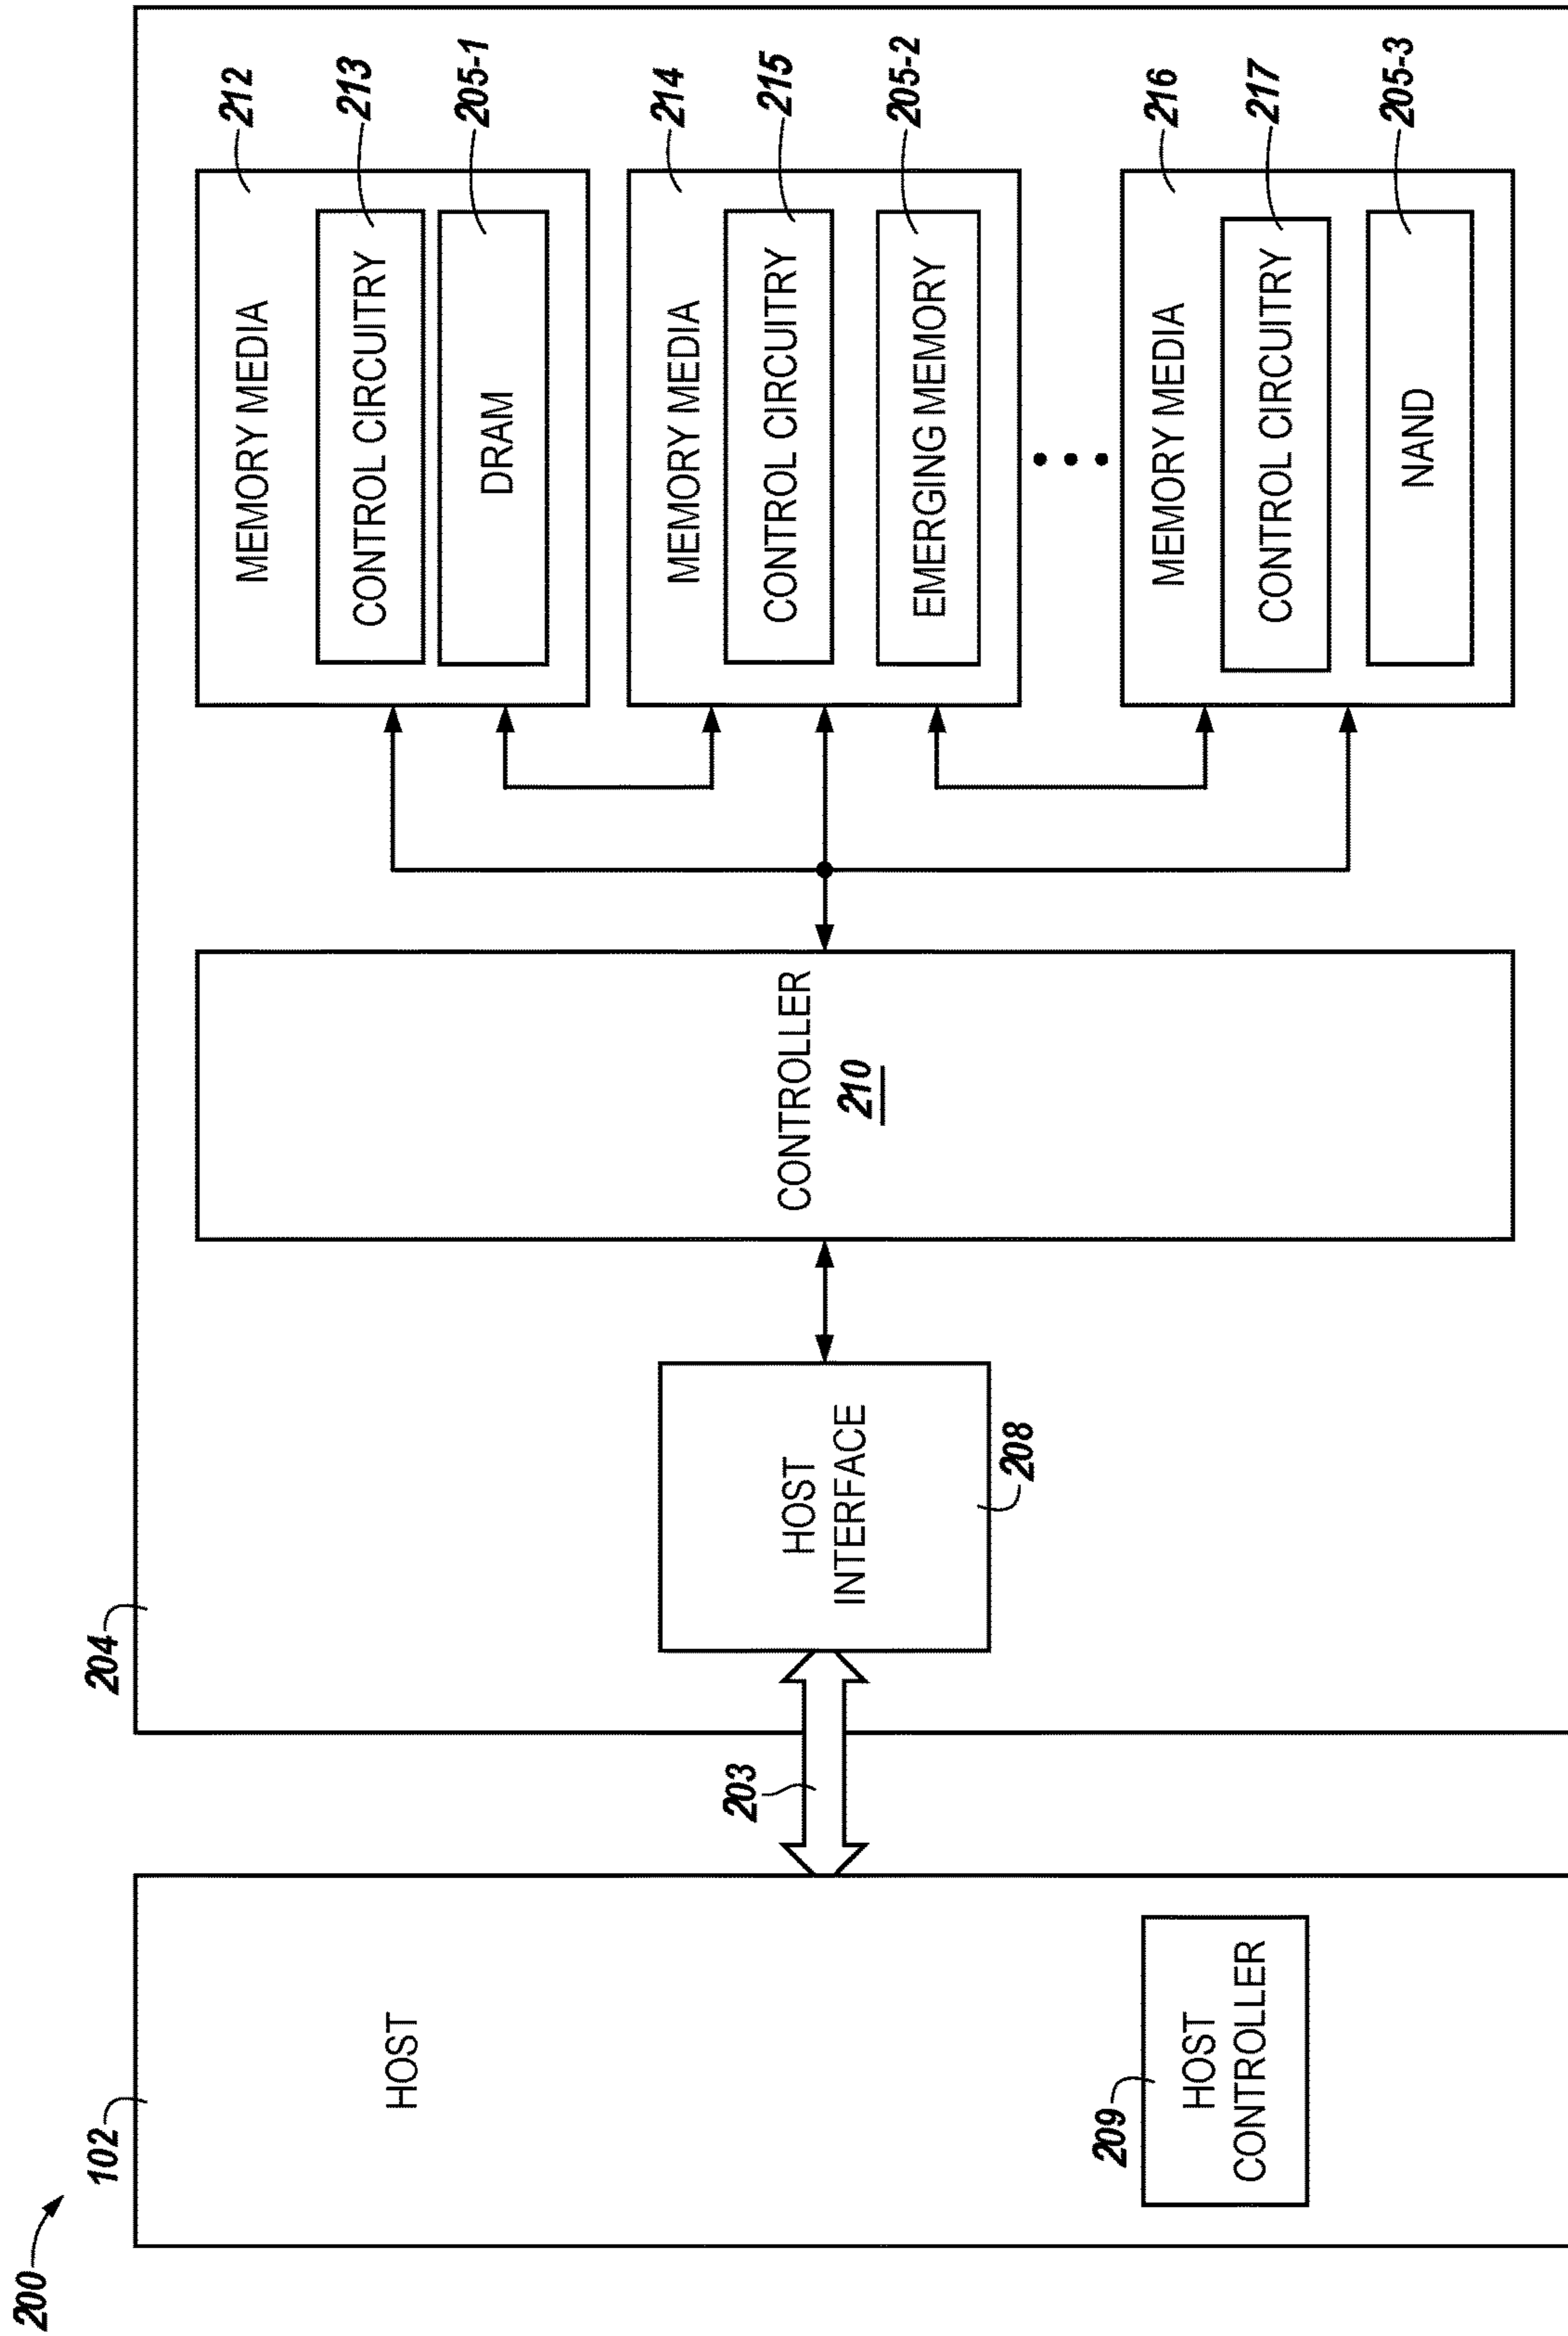 200
102
HOST
209
HOST
CONTROLLER
203
204
HOST
INTERFACE
208
CONTROLLER
210
MEMORY MEDIA
212
CONTROL CIRCUITRY
213
DRAM
205-1
MEMORY MEDIA
214
CONTROL CIRCUITRY
215
EMERGING MEMORY
205-2
MEMORY MEDIA
216
CONTROL CIRCUITRY
217
NAND
205-3